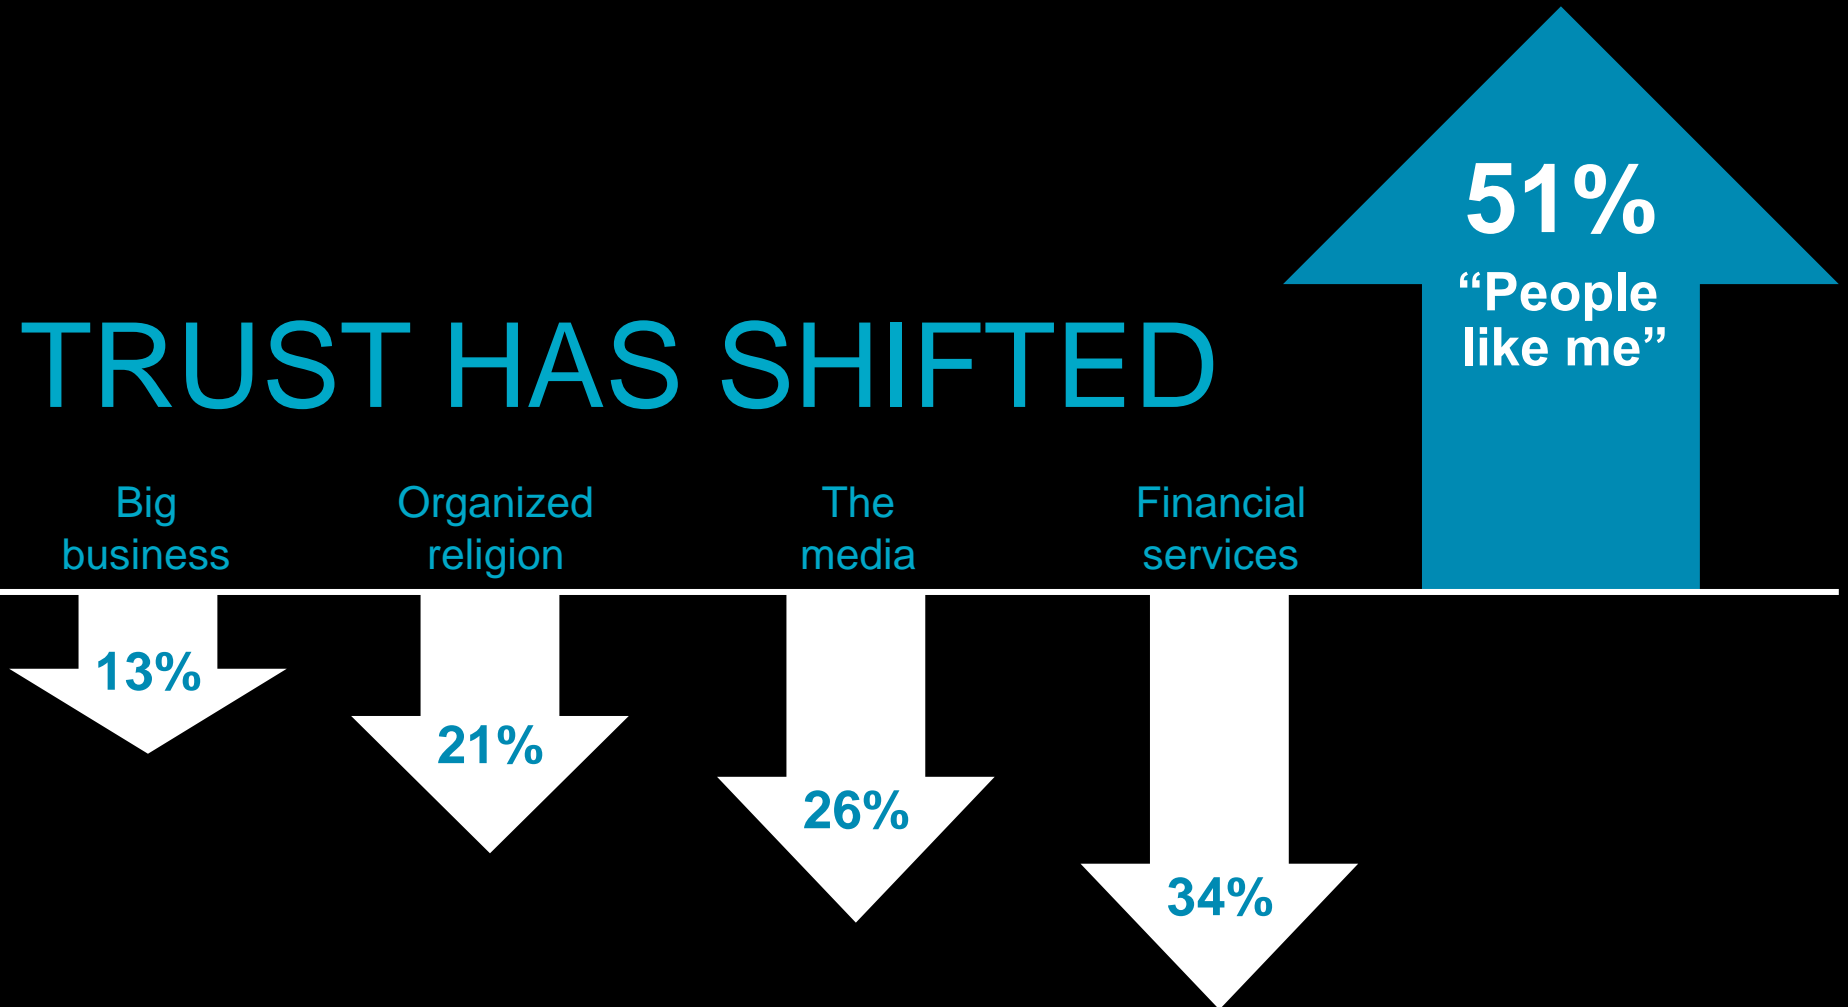 51%
“People
like me”
TRUST HAS SHIFTED
Big
business
Organized
religion
The
media
Financial
services
13%
21%
26%
34%